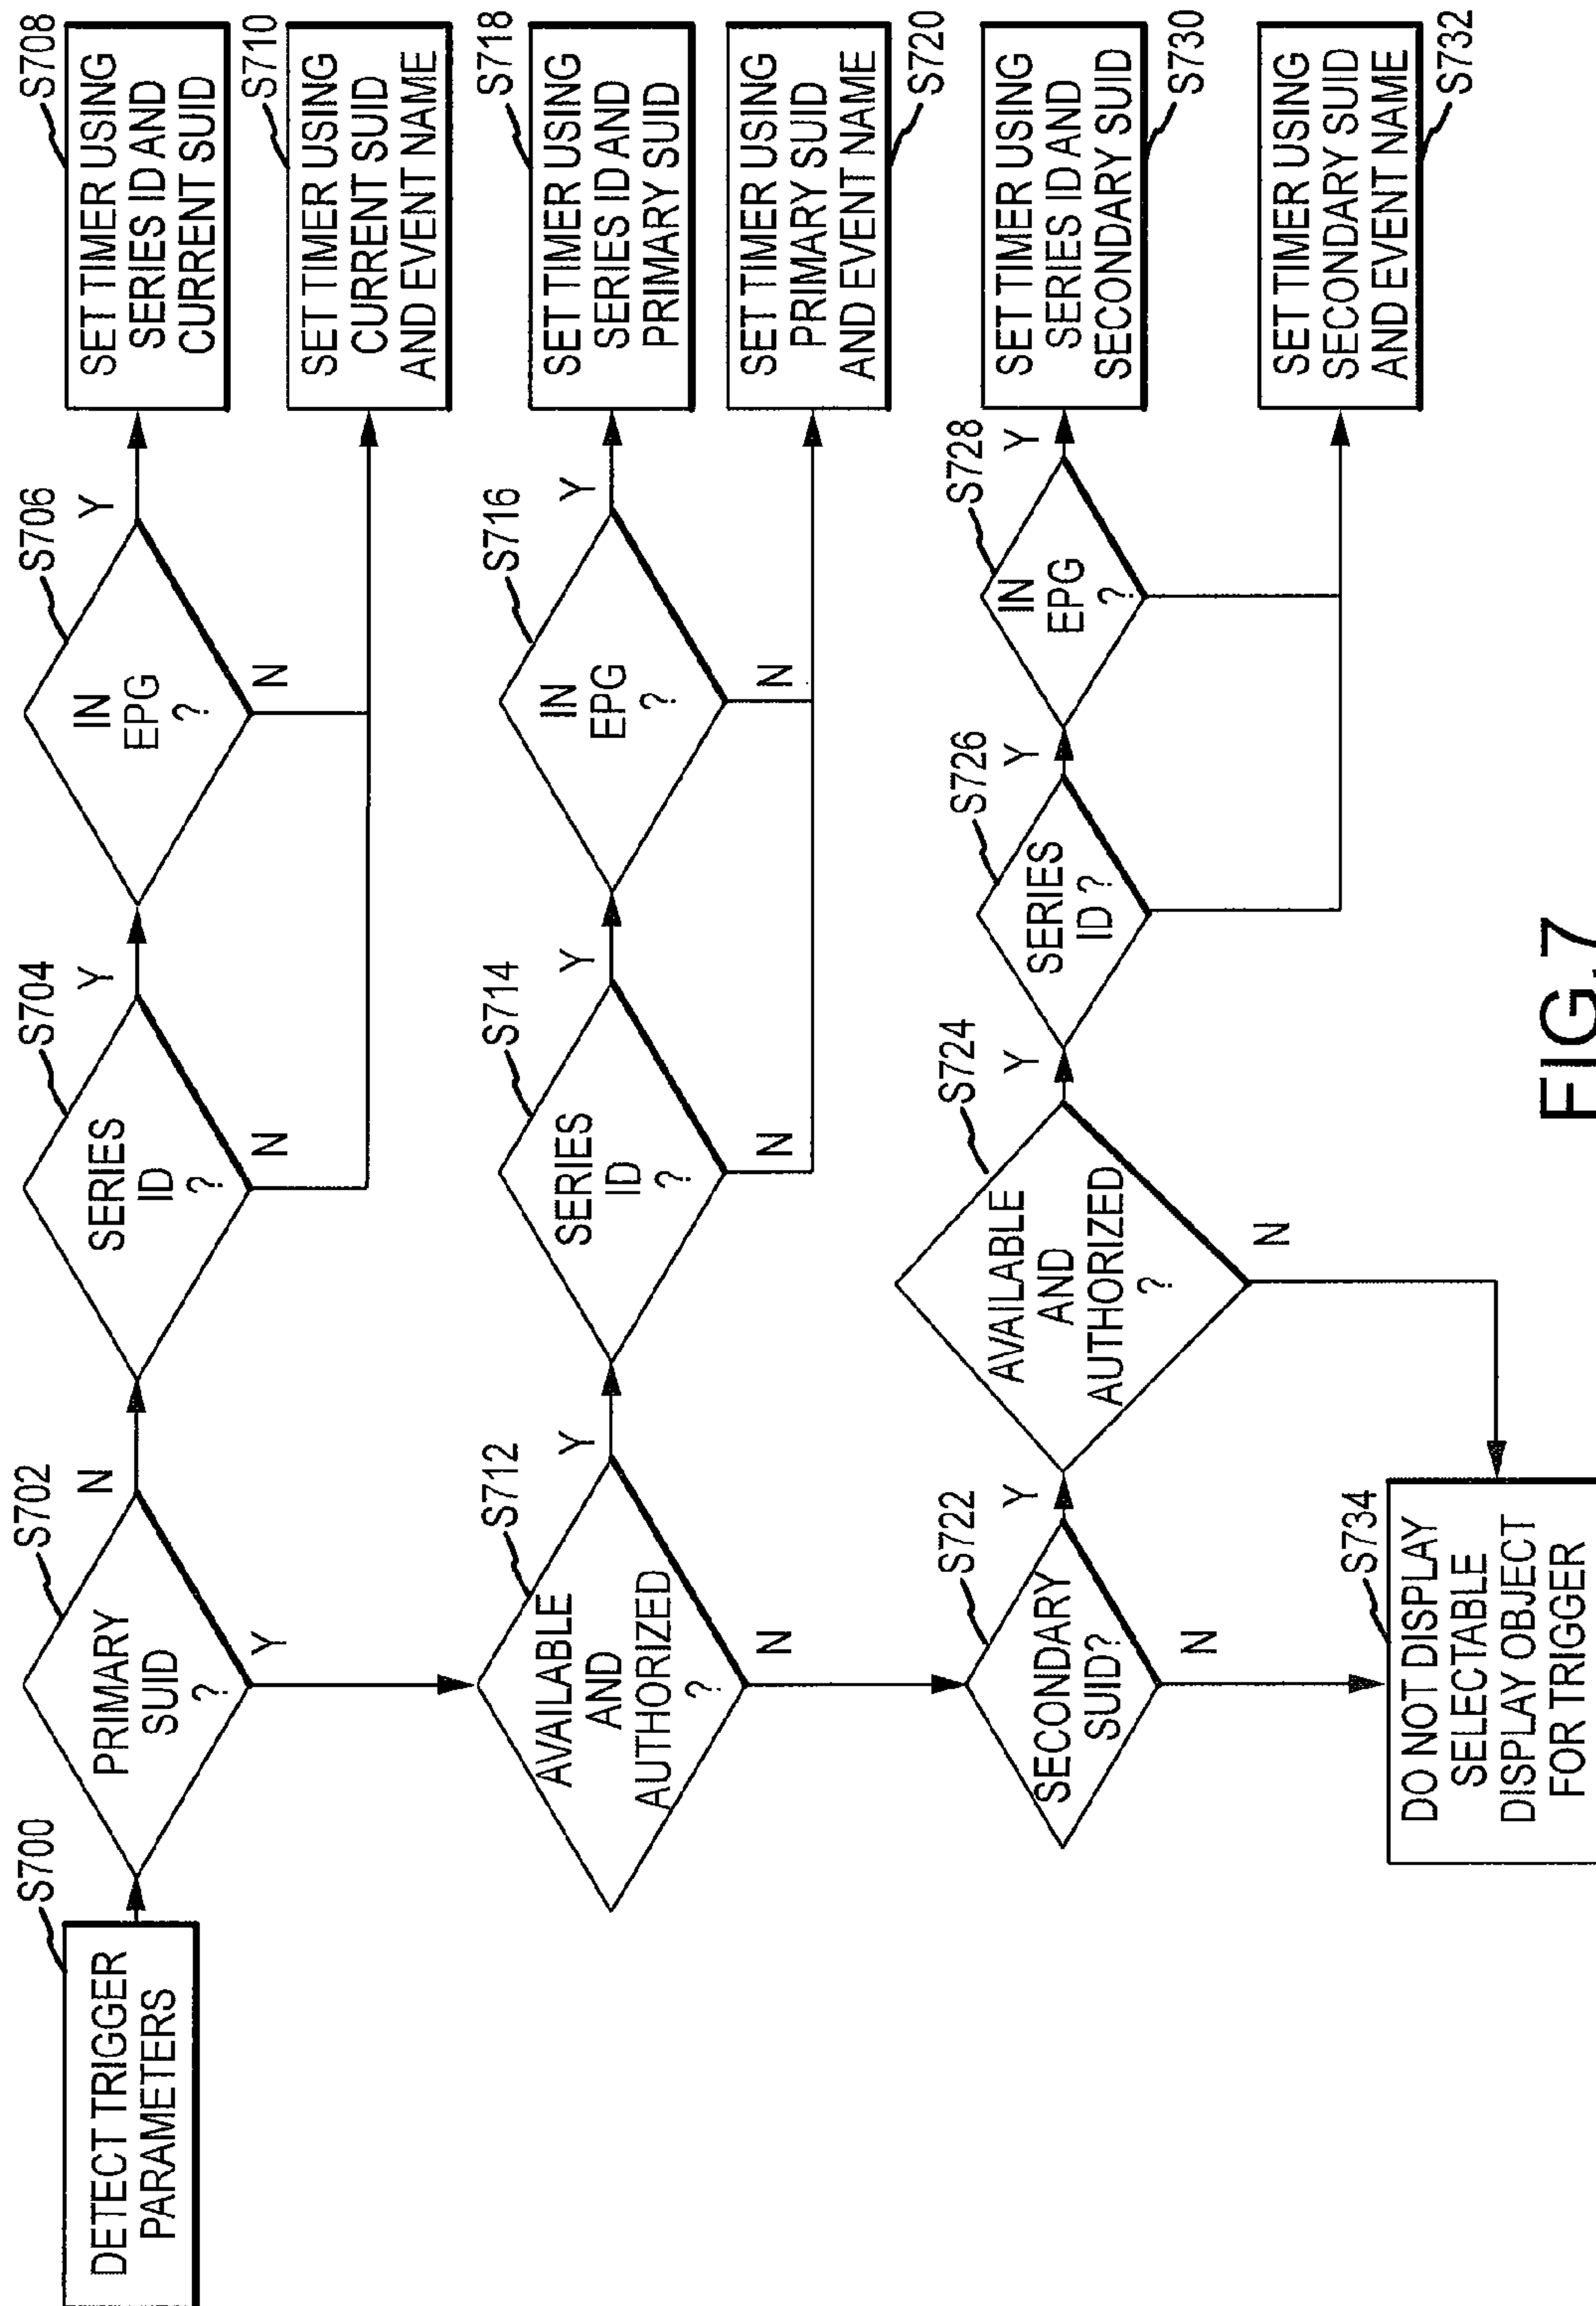 S700
DETECT TRIGGER
PARAMETERS
S702
PRIMARY
SUID
?
N
Y
S704
SERIES
ID
?
Y
N
S706
IN
EPG
?
Y
N
S708
SET TIMER USING
SERIES ID AND
CURRENT SUID
S710
SET TIMER USING
CURRENT SUID
AND EVENT NAME
S712
AVAILABLE
AND
AUTHORIZED
?
Y
N
S714
SERIES
ID
?
Y
N
S716
IN
EPG
?
Y
N
S718
SET TIMER USING
SERIES ID AND
PRIMARY SUID
SET TIMER USING
PRIMARY SUID
AND EVENT NAME
S720
S722
SECONDARY
SUID?
Y
N
S724
AVAILABLE
AND
AUTHORIZED
?
Y
N
S726
SERIES
ID ?
Y
S728
IN
EPG
?
Y
SET TIMER USING
SERIES ID AND
SECONDARY SUID
S730
SET TIMER USING
SECONDARY SUID
AND EVENT NAME
S732
S734
DO NOT DISPLAY
SELECTABLE
DISPLAY OBJECT
FOR TRIGGER
FIG.7